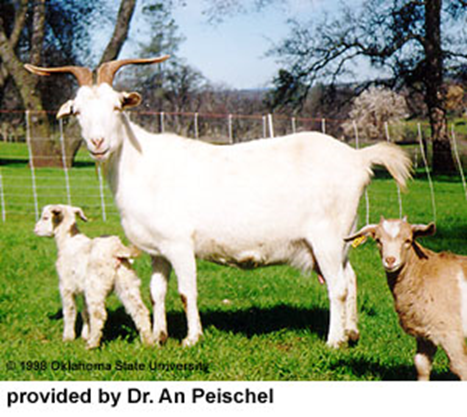 © 1998 Oklahoma State University
provided by Dr. An Peischel